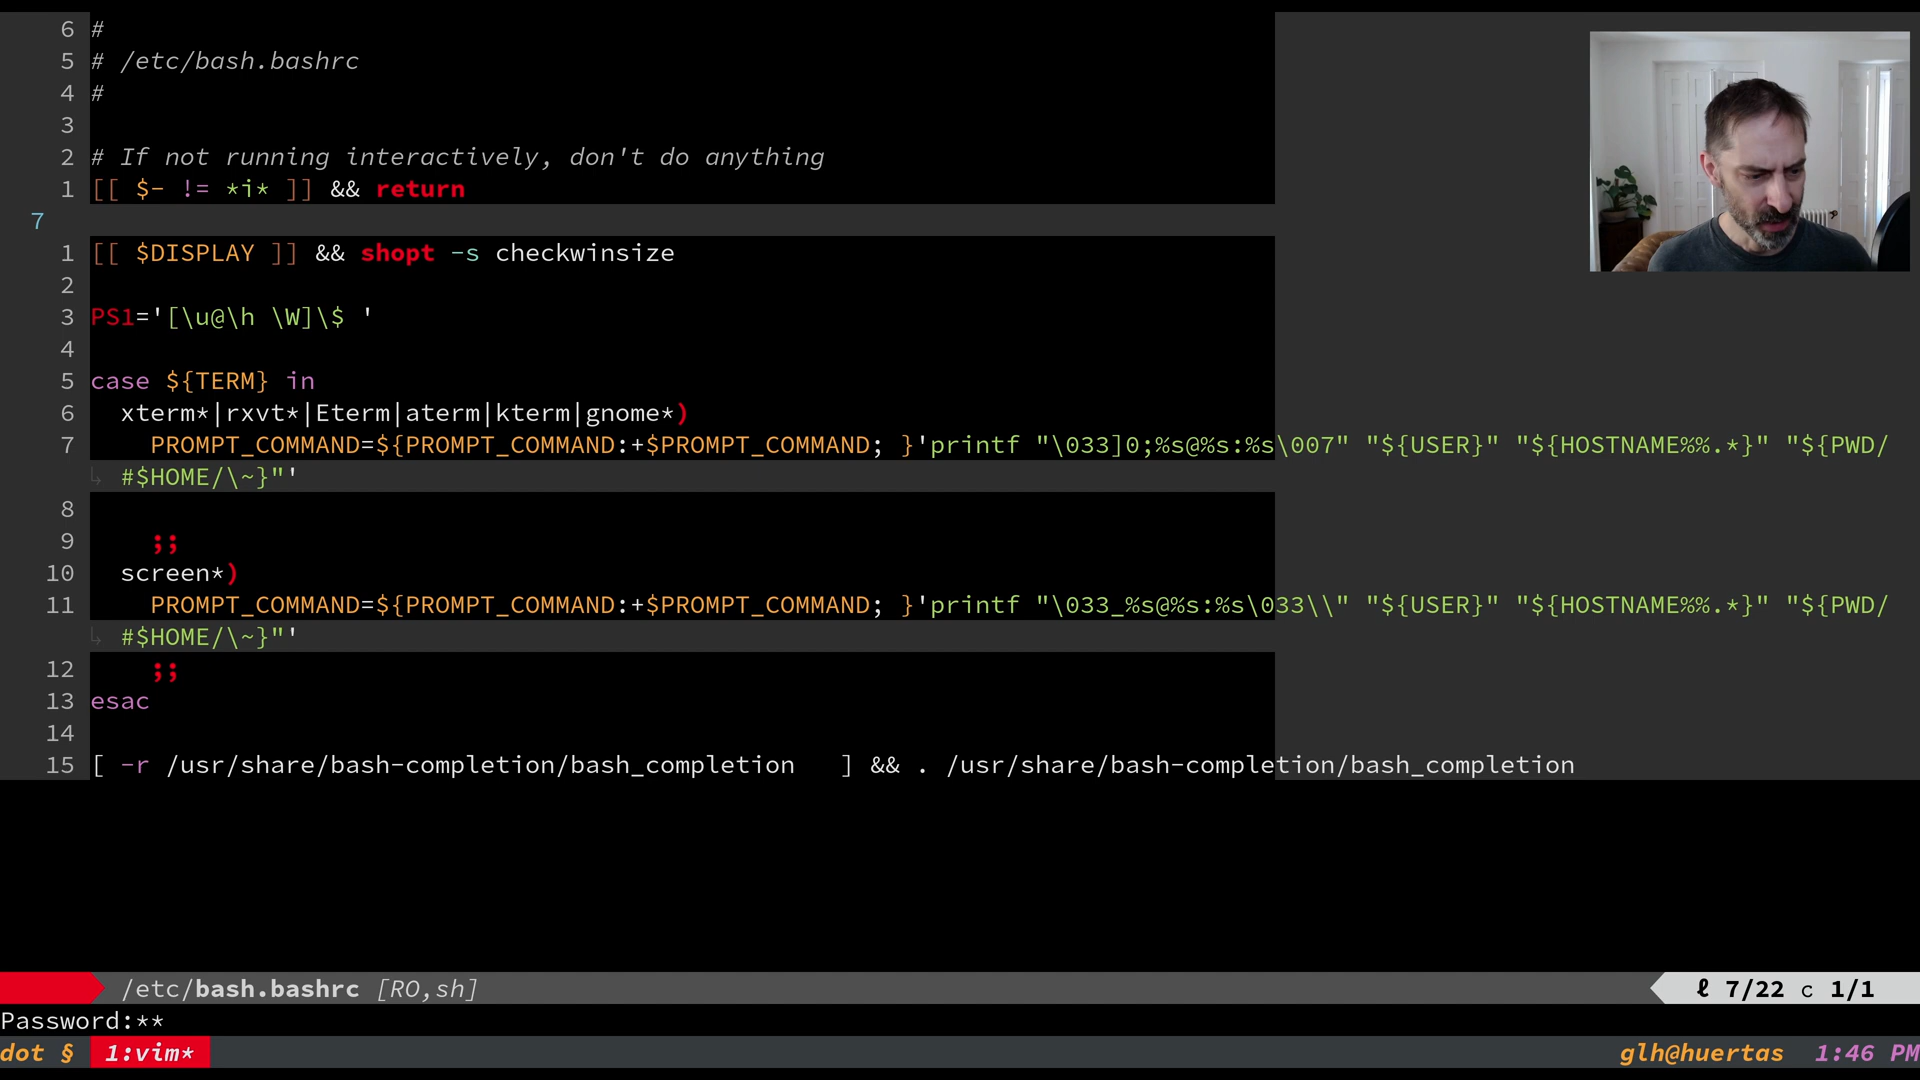 6 #
5 # /etc/bash.bashrc
4 #
3
2 # If not running interactively, don't do anything
1 [[ $- != *i* ]] && return
7
1 [[ $DISPLAY ]] && shopt -s checkwinsize
2
3 PS1='[\u@\h \W]\$ '
4
5 case ${TERM} in
6   xterm*|rxvt*|Eterm|aterm|kterm|gnome*)
7     PROMPT_COMMAND=${PROMPT_COMMAND:+$PROMPT_COMMAND; }'printf "\033]0;%s@%s:%s\007" "${USER}" "${HOSTNAME%%.*}" "${PWD/
↳ #$HOME/\~}"'
8
9     ;;
10   screen*)
11     PROMPT_COMMAND=${PROMPT_COMMAND:+$PROMPT_COMMAND; }'printf "\033_%s@%s:%s\033\\" "${USER}" "${HOSTNAME%%.*}" "${PWD/
↳ #$HOME/\~}"'
12     ;;
13 esac
14
15 [ -r /usr/share/bash-completion/bash_completion   ] && . /usr/share/bash-completion/bash_completion
/etc/bash.bashrc [RO,sh] ℓ 7/22 c 1/1
Password:**
dot § 1:vim* glh@huertas 1:46 PM